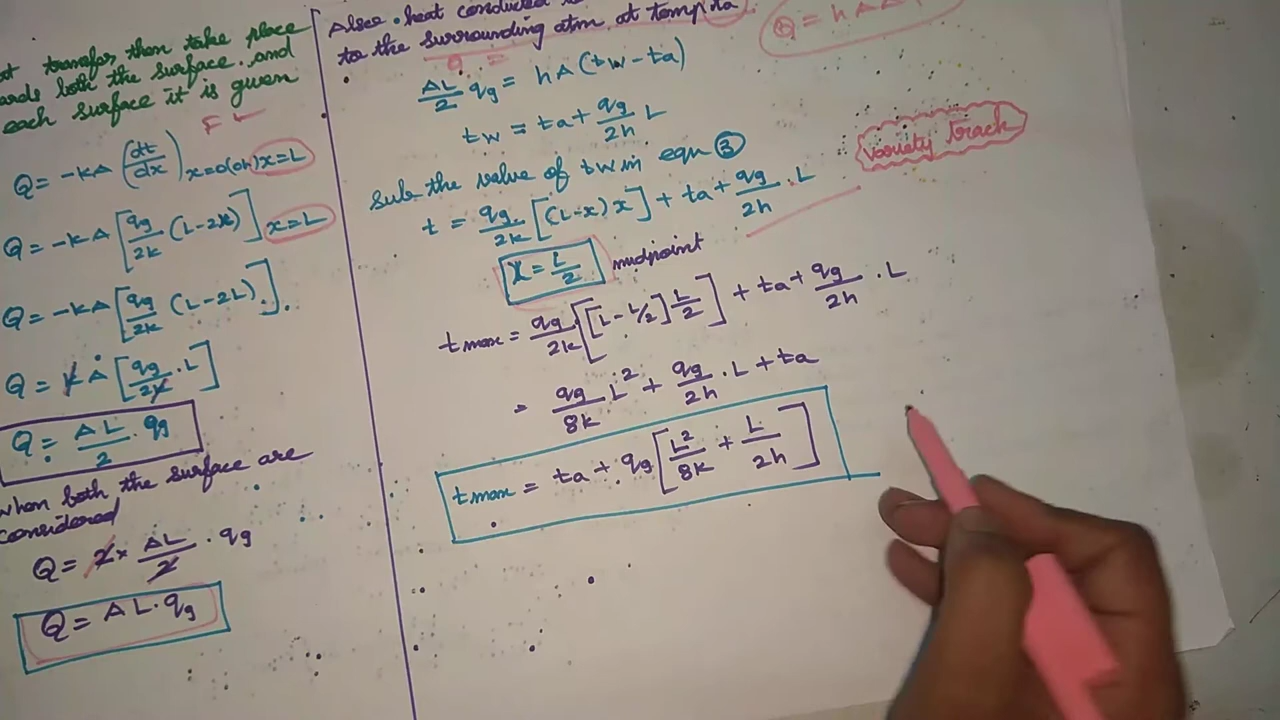 transfer then take place
both the surface and
each surface it is given
F ✓
Q = -kA (dt/dx) x=0(or) x=L
Q = -kA [qg/2k (L-2x)] x=L
Q = -kA [qg/2k (L-2L)].
Q = kA [qg/2k . L]
Q = AL/2 . qg
when both the surface are
considered
Q = 2 × AL/2 . qg
Q = AL. qg
Also heat conducted
to the surrounding atm at temp ta
Q =
AL/2 qg = hA (tw - ta)
tw = ta + qg/2h L
Sub the value of tw in eqn ③
variety track
t = qg/2k [(L-x) x] + ta + qg/2h . L
x = L/2 midpoint
tmax = qg/2k [[L - L/2] L/2] + ta + qg/2h . L
= qg/8k L² + qg/2h . L + ta
tmax = ta + qg [L²/8k + L/2h]